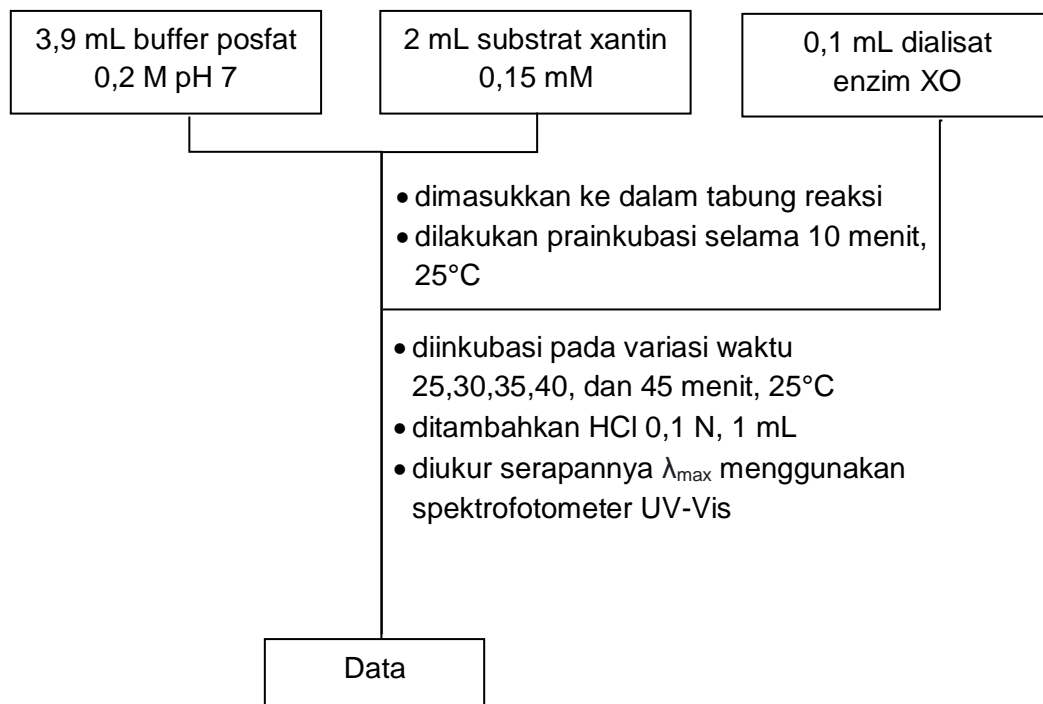 3,9 mL buffer posfat
0,2 M pH 7
2 mL substrat xantin
0,15 mM
0,1 mL dialisat
enzim XO
• dimasukkan ke dalam tabung reaksi
• dilakukan prainkubasi selama 10 menit,
25°C
• diinkubasi pada variasi waktu
25,30,35,40, dan 45 menit, 25°C
• ditambahkan HCl 0,1 N, 1 mL
• diukur serapannya λmax menggunakan
spektrofotometer UV-Vis
Data